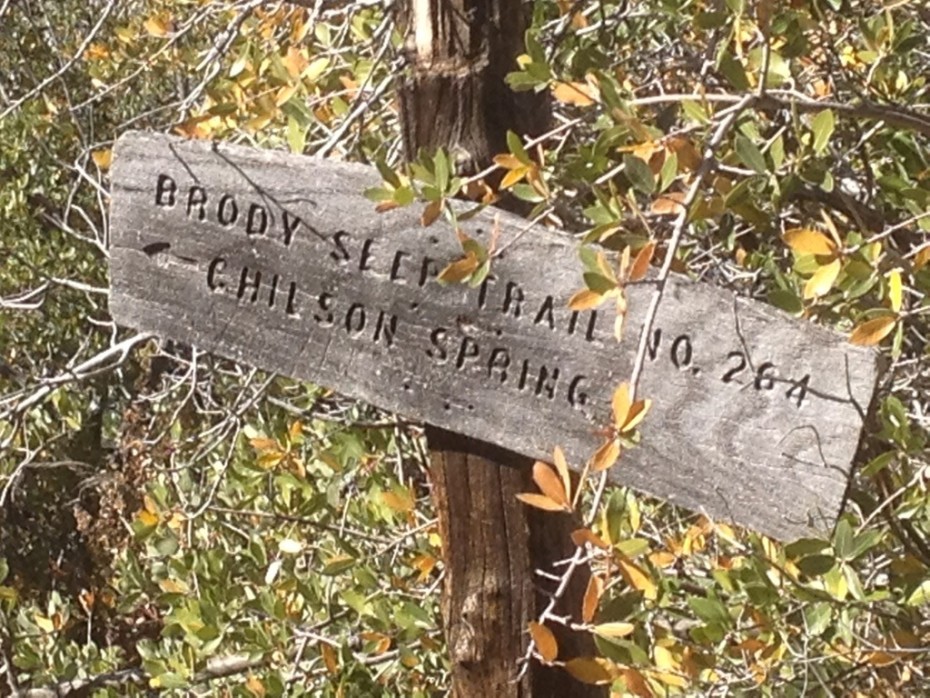 BRODY SEEP TRAIL NO. 264
← CHILSON SPRING